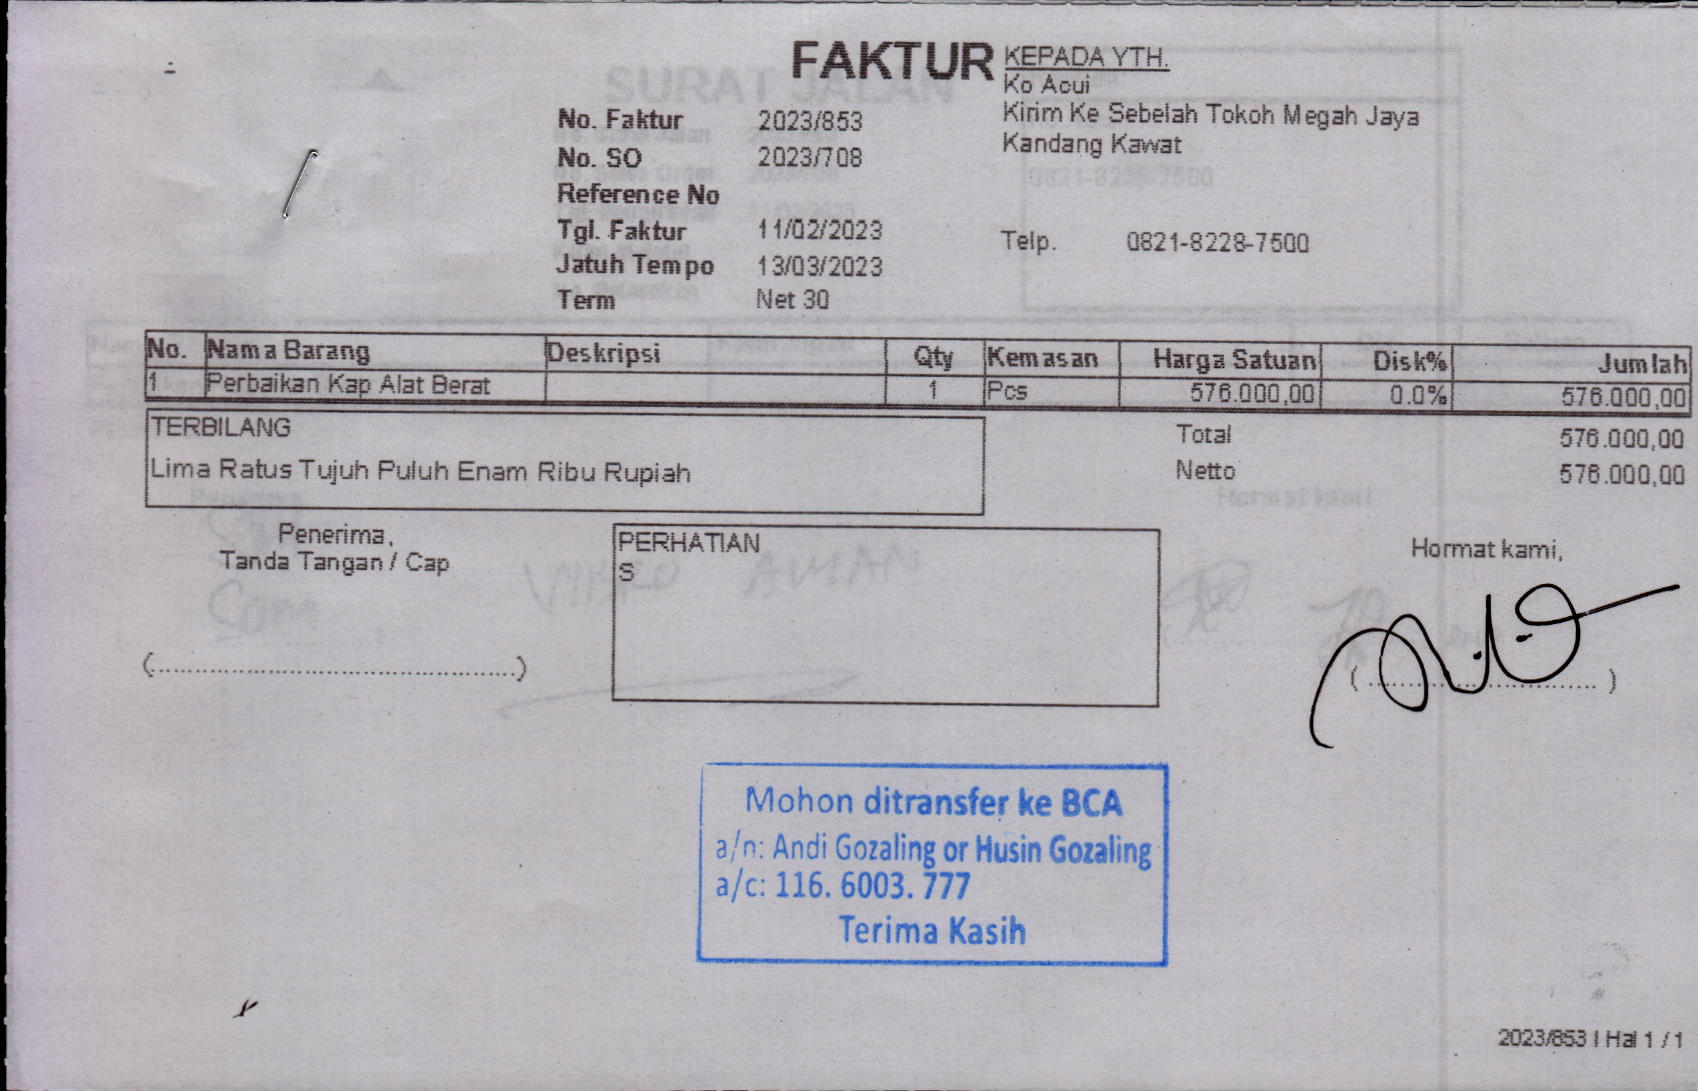 FAKTUR
No. Faktur 2023/853
No. SO 2023/708
Reference No
Tgl. Faktur 11/02/2023
Jatuh Tempo 13/03/2023
Term Net 30
KEPADA YTH.
Ko Acui
Kirim Ke Sebelah Tokoh Megah Jaya
Kandang Kawat
Telp. 0821-8228-7500
No. Nama Barang Deskripsi Qty Kemasan Harga Satuan Disk% Jumlah
1 Perbaikan Kap Alat Berat 1 Pcs 576.000,00 0.0% 576.000,00
TERBILANG
Lima Ratus Tujuh Puluh Enam Ribu Rupiah
Total 576.000,00
Netto 576.000,00
Penerima,
Tanda Tangan / Cap
(..................................................)
PERHATIAN
S
Hormat kami,
(................................)
Mohon ditransfer ke BCA
a/n: Andi Gozaling or Husin Gozaling
a/c: 116. 6003. 777
Terima Kasih
2023/853 | Hal 1 / 1